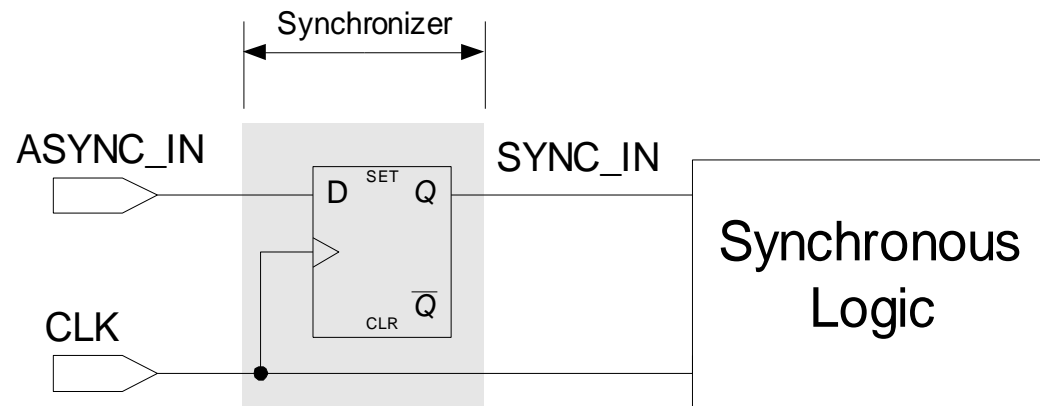 Synchronizer
ASYNC_IN
SYNC_IN
SET
D
Q
Q̅
CLR
CLK
Synchronous
Logic